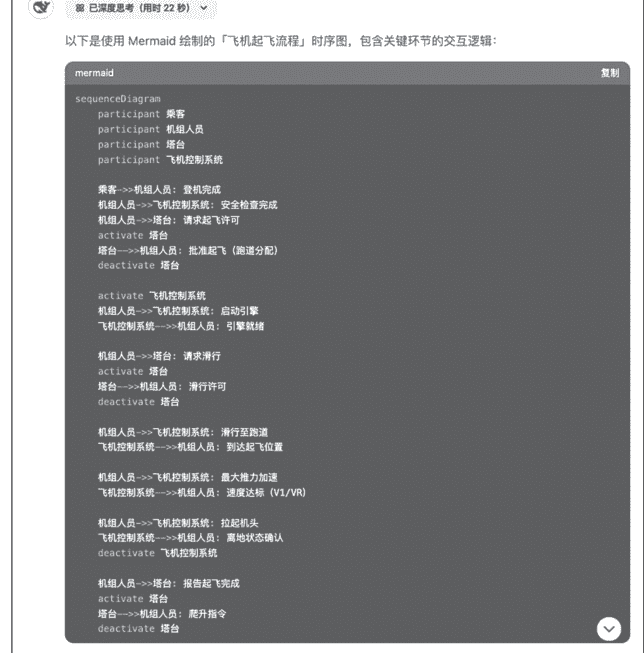 已深度思考（用时 22 秒）
以下是使用 Mermaid 绘制的「飞机起飞流程」时序图，包含关键环节的交互逻辑：
mermaid 复制
sequenceDiagram
participant 乘客
participant 机组人员
participant 塔台
participant 飞机控制系统
乘客->>机组人员: 登机完成
机组人员->>飞机控制系统: 安全检查完成
机组人员->>塔台: 请求起飞许可
activate 塔台
塔台-->>机组人员: 批准起飞（跑道分配）
deactivate 塔台
activate 飞机控制系统
机组人员->>飞机控制系统: 启动引擎
飞机控制系统-->>机组人员: 引擎就绪
机组人员->>塔台: 请求滑行
activate 塔台
塔台-->>机组人员: 滑行许可
deactivate 塔台
机组人员->>飞机控制系统: 滑行至跑道
飞机控制系统-->>机组人员: 到达起飞位置
机组人员->>飞机控制系统: 最大推力加速
飞机控制系统-->>机组人员: 速度达标（V1/VR）
机组人员->>飞机控制系统: 拉起机头
飞机控制系统-->>机组人员: 离地状态确认
deactivate 飞机控制系统
机组人员->>塔台: 报告起飞完成
activate 塔台
塔台-->>机组人员: 爬升指令
deactivate 塔台